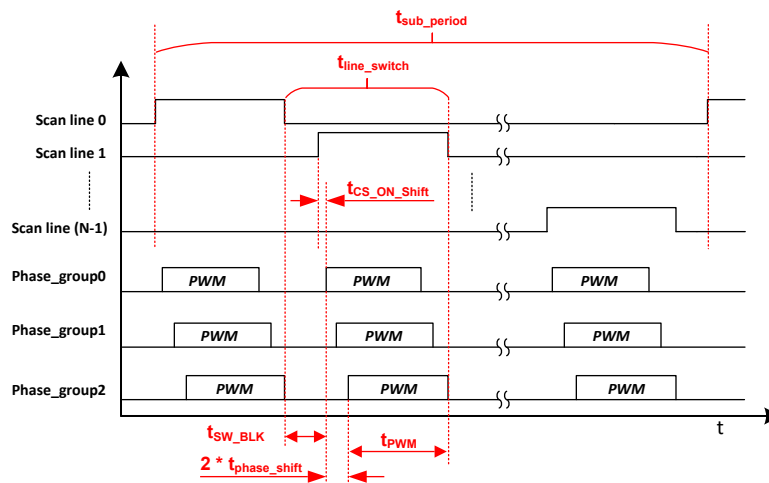 tsub_period
tline_switch
Scan line 0
Scan line 1
tCS_ON_Shift
Scan line (N-1)
Phase_group0
PWM
PWM
PWM
Phase_group1
PWM
PWM
PWM
Phase_group2
PWM
PWM
PWM
t
tSW_BLK
tPWM
2 * tphase_shift